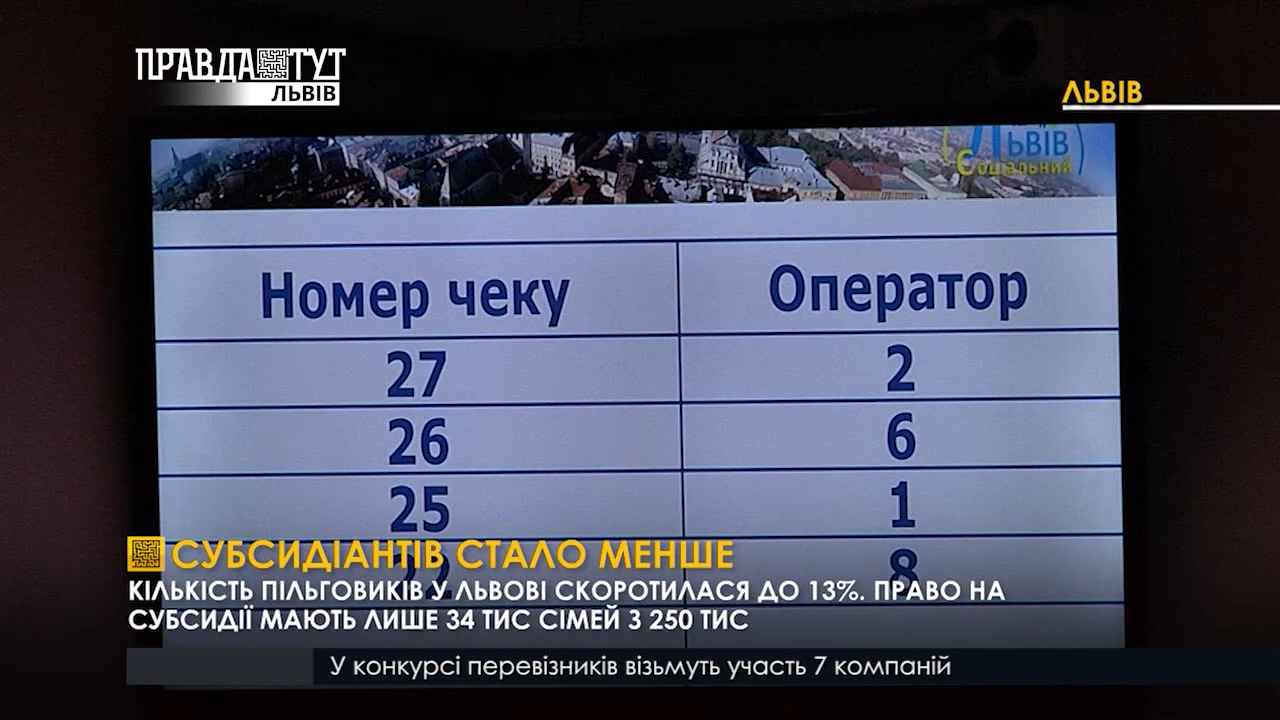 ПРАВДА ТУТ
ЛЬВІВ
ЛЬВІВ
ЛЬВІВ
Соціальний
Номер чеку
Оператор
27
2
26
6
25
1
22
8
СУБСИДІАНТІВ СТАЛО МЕНШЕ
КІЛЬКІСТЬ ПІЛЬГОВИКІВ У ЛЬВОВІ СКОРОТИЛАСЯ ДО 13%. ПРАВО НА
СУБСИДІЇ МАЮТЬ ЛИШЕ 34 ТИС СІМЕЙ З 250 ТИС
У конкурсі перевізників візьмуть участь 7 компаній